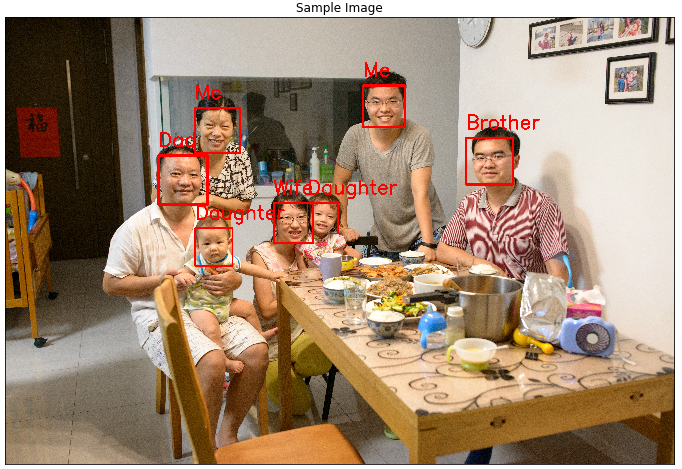 Sample Image
Me
Me
Brother
Dad
Wife
Daughter
Daughter
福